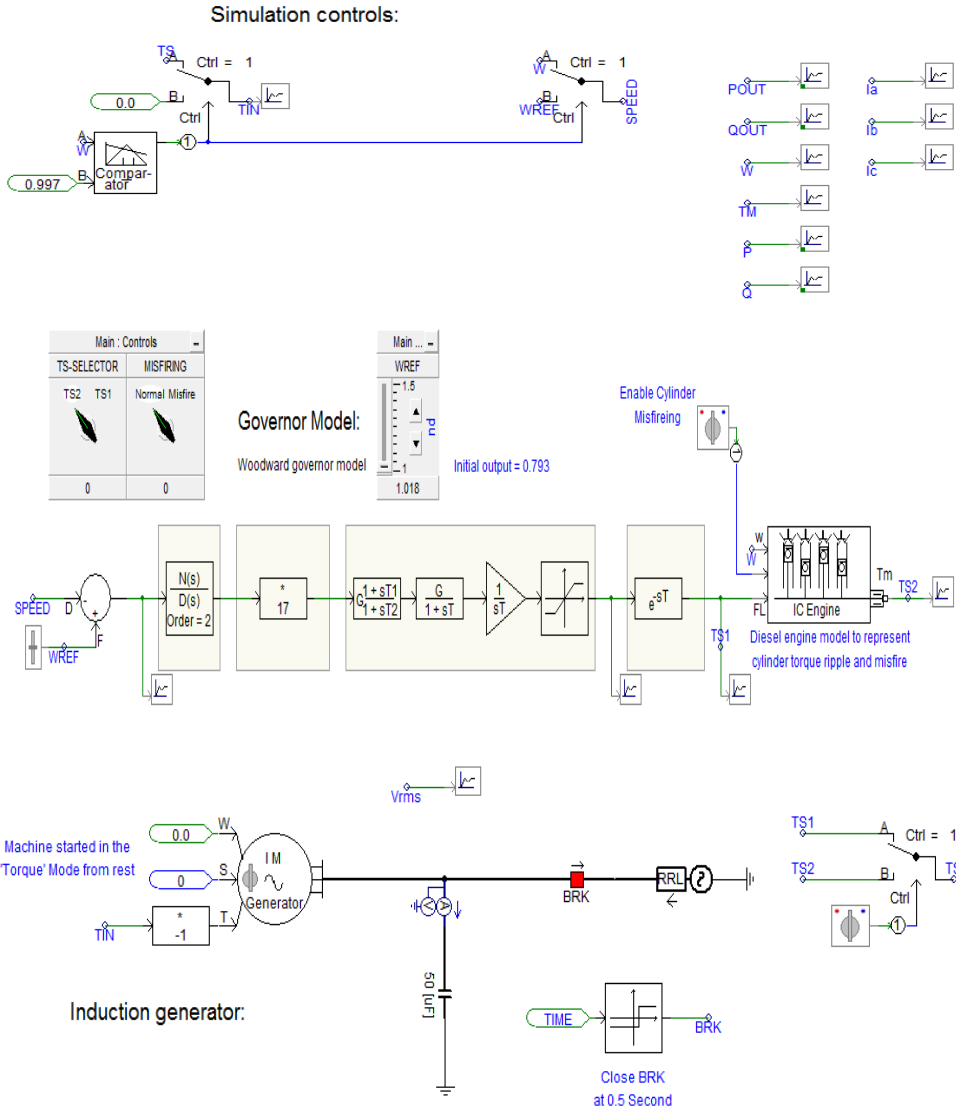 Simulation controls:
TS
A
Ctrl = 1
0.0
B
Ctrl
TIN
A
W
Ctrl = 1
WREF
B
Ctrl
SPEED
A
W
Compar-
ator
B
0.997
1
POUT
QOUT
W
TM
P
Q
Ia
Ib
Ic
Main : Controls
TS-SELECTOR
MISFIRING
TS2 TS1
Normal Misfire
0
0
Governor Model:
Woodward governor model
Main ...
WREF
1.5
1
pu
1.018
Initial output = 0.793
Enable Cylinder
Misfireing
1
SPEED
D
-
+
F
WREF
N(s)
D(s)
Order = 2
*
17
G 1 + sT1
1 + sT2
G
1 + sT
1
sT
e-sT
TS1
W
W
FL
IC Engine
Tm
TS2
Diesel engine model to represent
cylinder torque ripple and misfire
Vrms
Machine started in the
'Torque' Mode from rest
0.0
W
0
S
TIN
*
-1
T
I M
Generator
V
A
BRK
RRL
50 [uF]
TS1
A
Ctrl = 1
TS2
B
Ctrl
TS
1
Induction generator:
TIME
BRK
Close BRK
at 0.5 Second